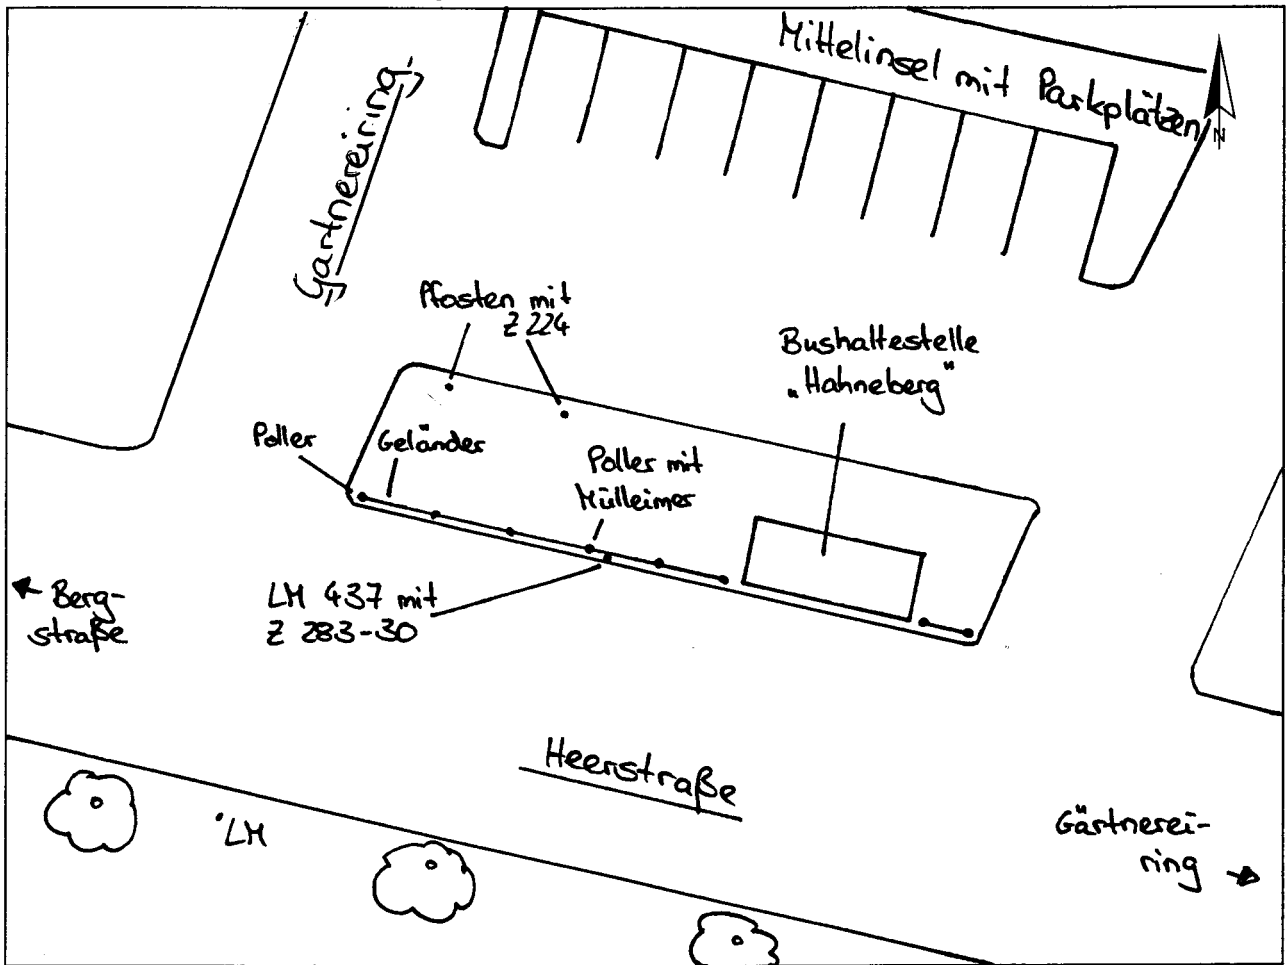 Mittelinsel mit Parkplätzen
N
Gärtnereiring
Pfosten mit
Z 224
Bushaltestelle
„Hahneberg“
Poller
Geländer
Poller mit
Mülleimer
LM 437 mit
Z 283-30
Berg-
straße
Heerstraße
LM
Gärtnerei-
ring